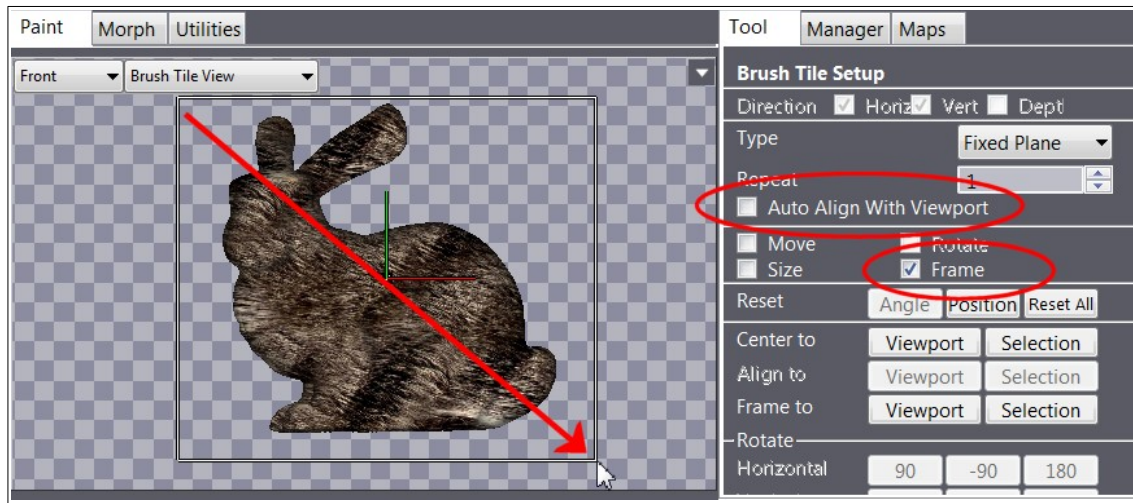 Paint Morph Utilities
Front Brush Tile View
Tool Manager Maps
Brush Tile Setup
Direction Horiz Vert Dept
Type Fixed Plane
Repeat 1
Auto Align With Viewport
Move Rotate
Size Frame
Reset Angle Position Reset All
Center to Viewport Selection
Align to Viewport Selection
Frame to Viewport Selection
Rotate
Horizontal 90 -90 180